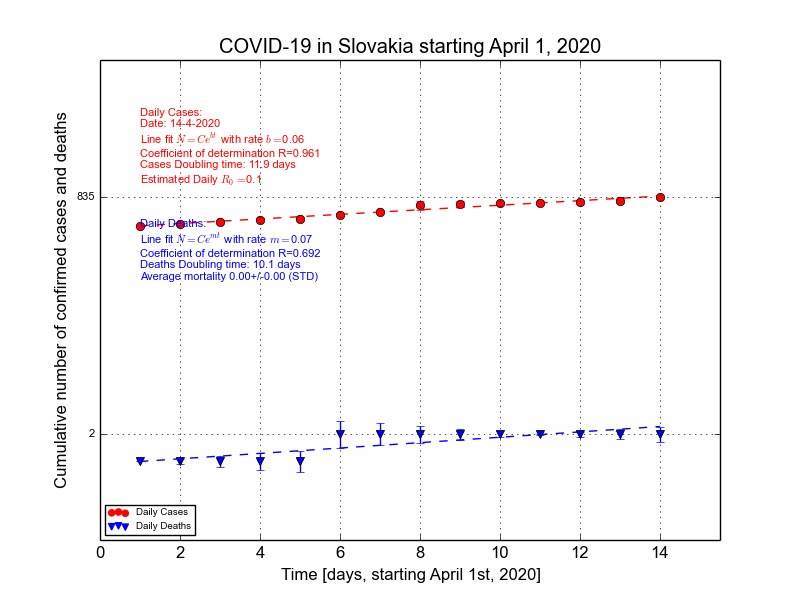 COVID-19 in Slovakia starting April 1, 2020
Cumulative number of confirmed cases and deaths
Daily Cases:
Date: 14-4-2020
Line fit N=Ce^{bt} with rate b=0.06
Coefficient of determination R=0.961
Cases Doubling time: 11.9 days
Estimated Daily R_0=0.1
835
Daily Deaths:
Line fit N=Ce^{mt} with rate m=0.07
Coefficient of determination R=0.692
Deaths Doubling time: 10.1 days
Average mortality 0.00+/-0.00 (STD)
2
Daily Cases
Daily Deaths
0 2 4 6 8 10 12 14
Time [days, starting April 1st, 2020]